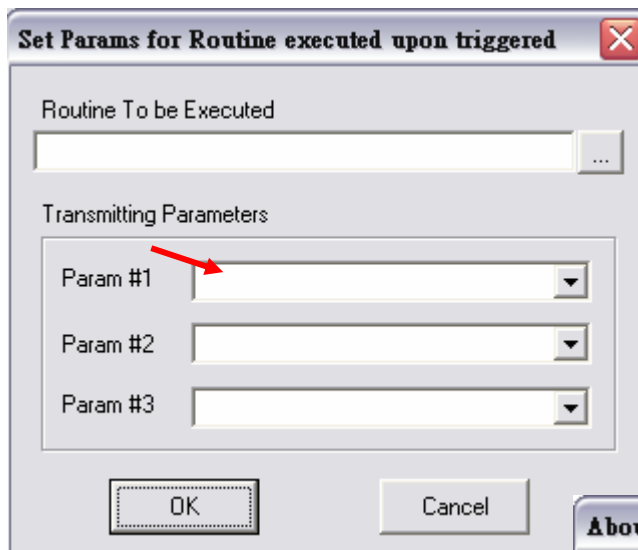 Set Params for Routine executed upon triggered
Routine To be Executed
...
Transmitting Parameters
Param #1
Param #2
Param #3
OK
Cancel